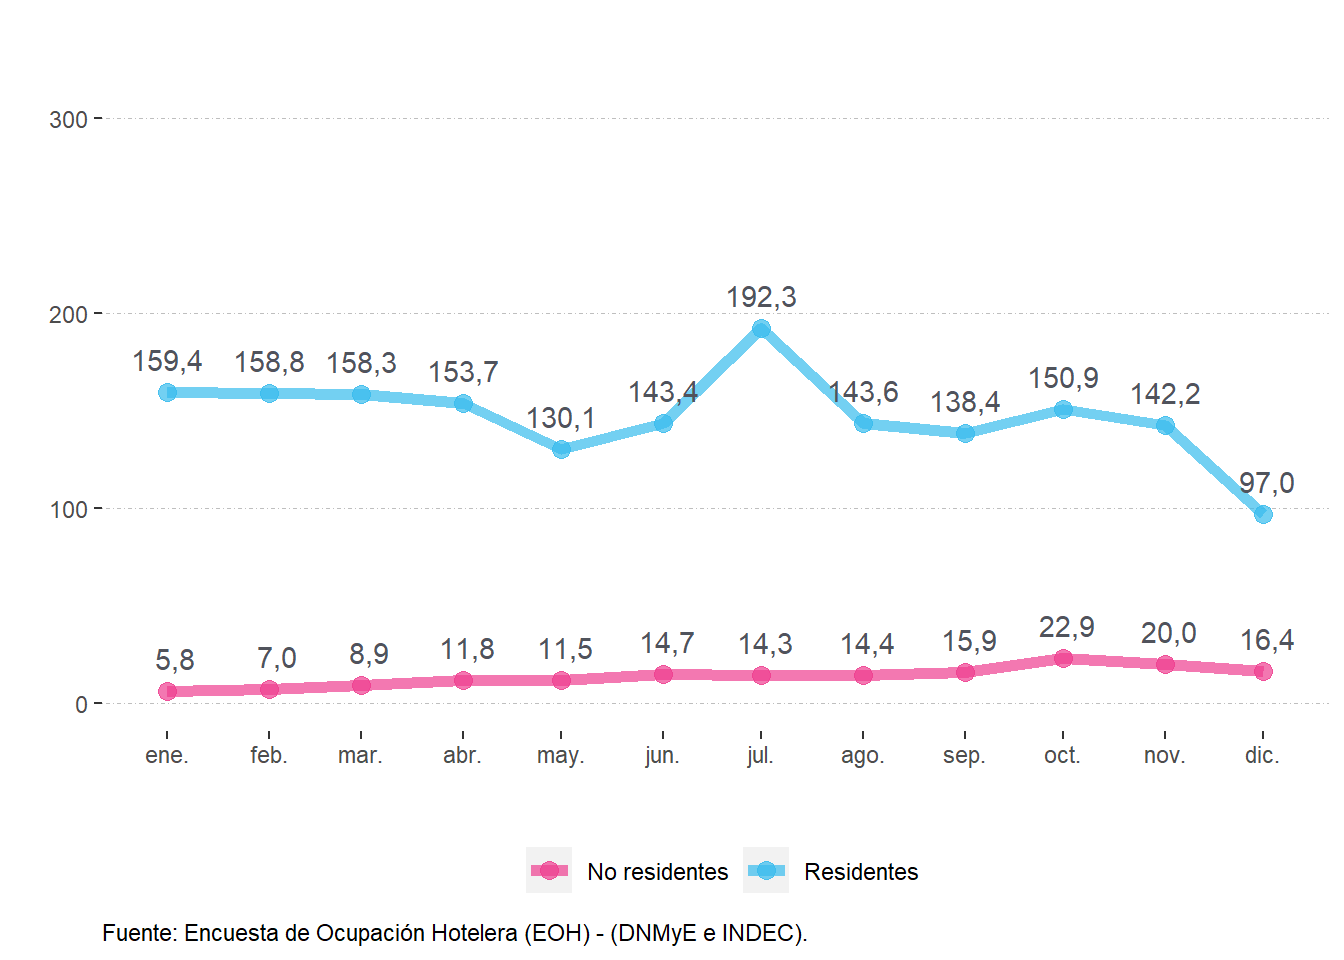 300
200
100
0
159,4 158,8 158,3 153,7 130,1 143,4 192,3 143,6 138,4 150,9 142,2 97,0
5,8 7,0 8,9 11,8 11,5 14,7 14,3 14,4 15,9 22,9 20,0 16,4
ene. feb. mar. abr. may. jun. jul. ago. sep. oct. nov. dic.
No residentes Residentes
Fuente: Encuesta de Ocupación Hotelera (EOH) - (DNMyE e INDEC).